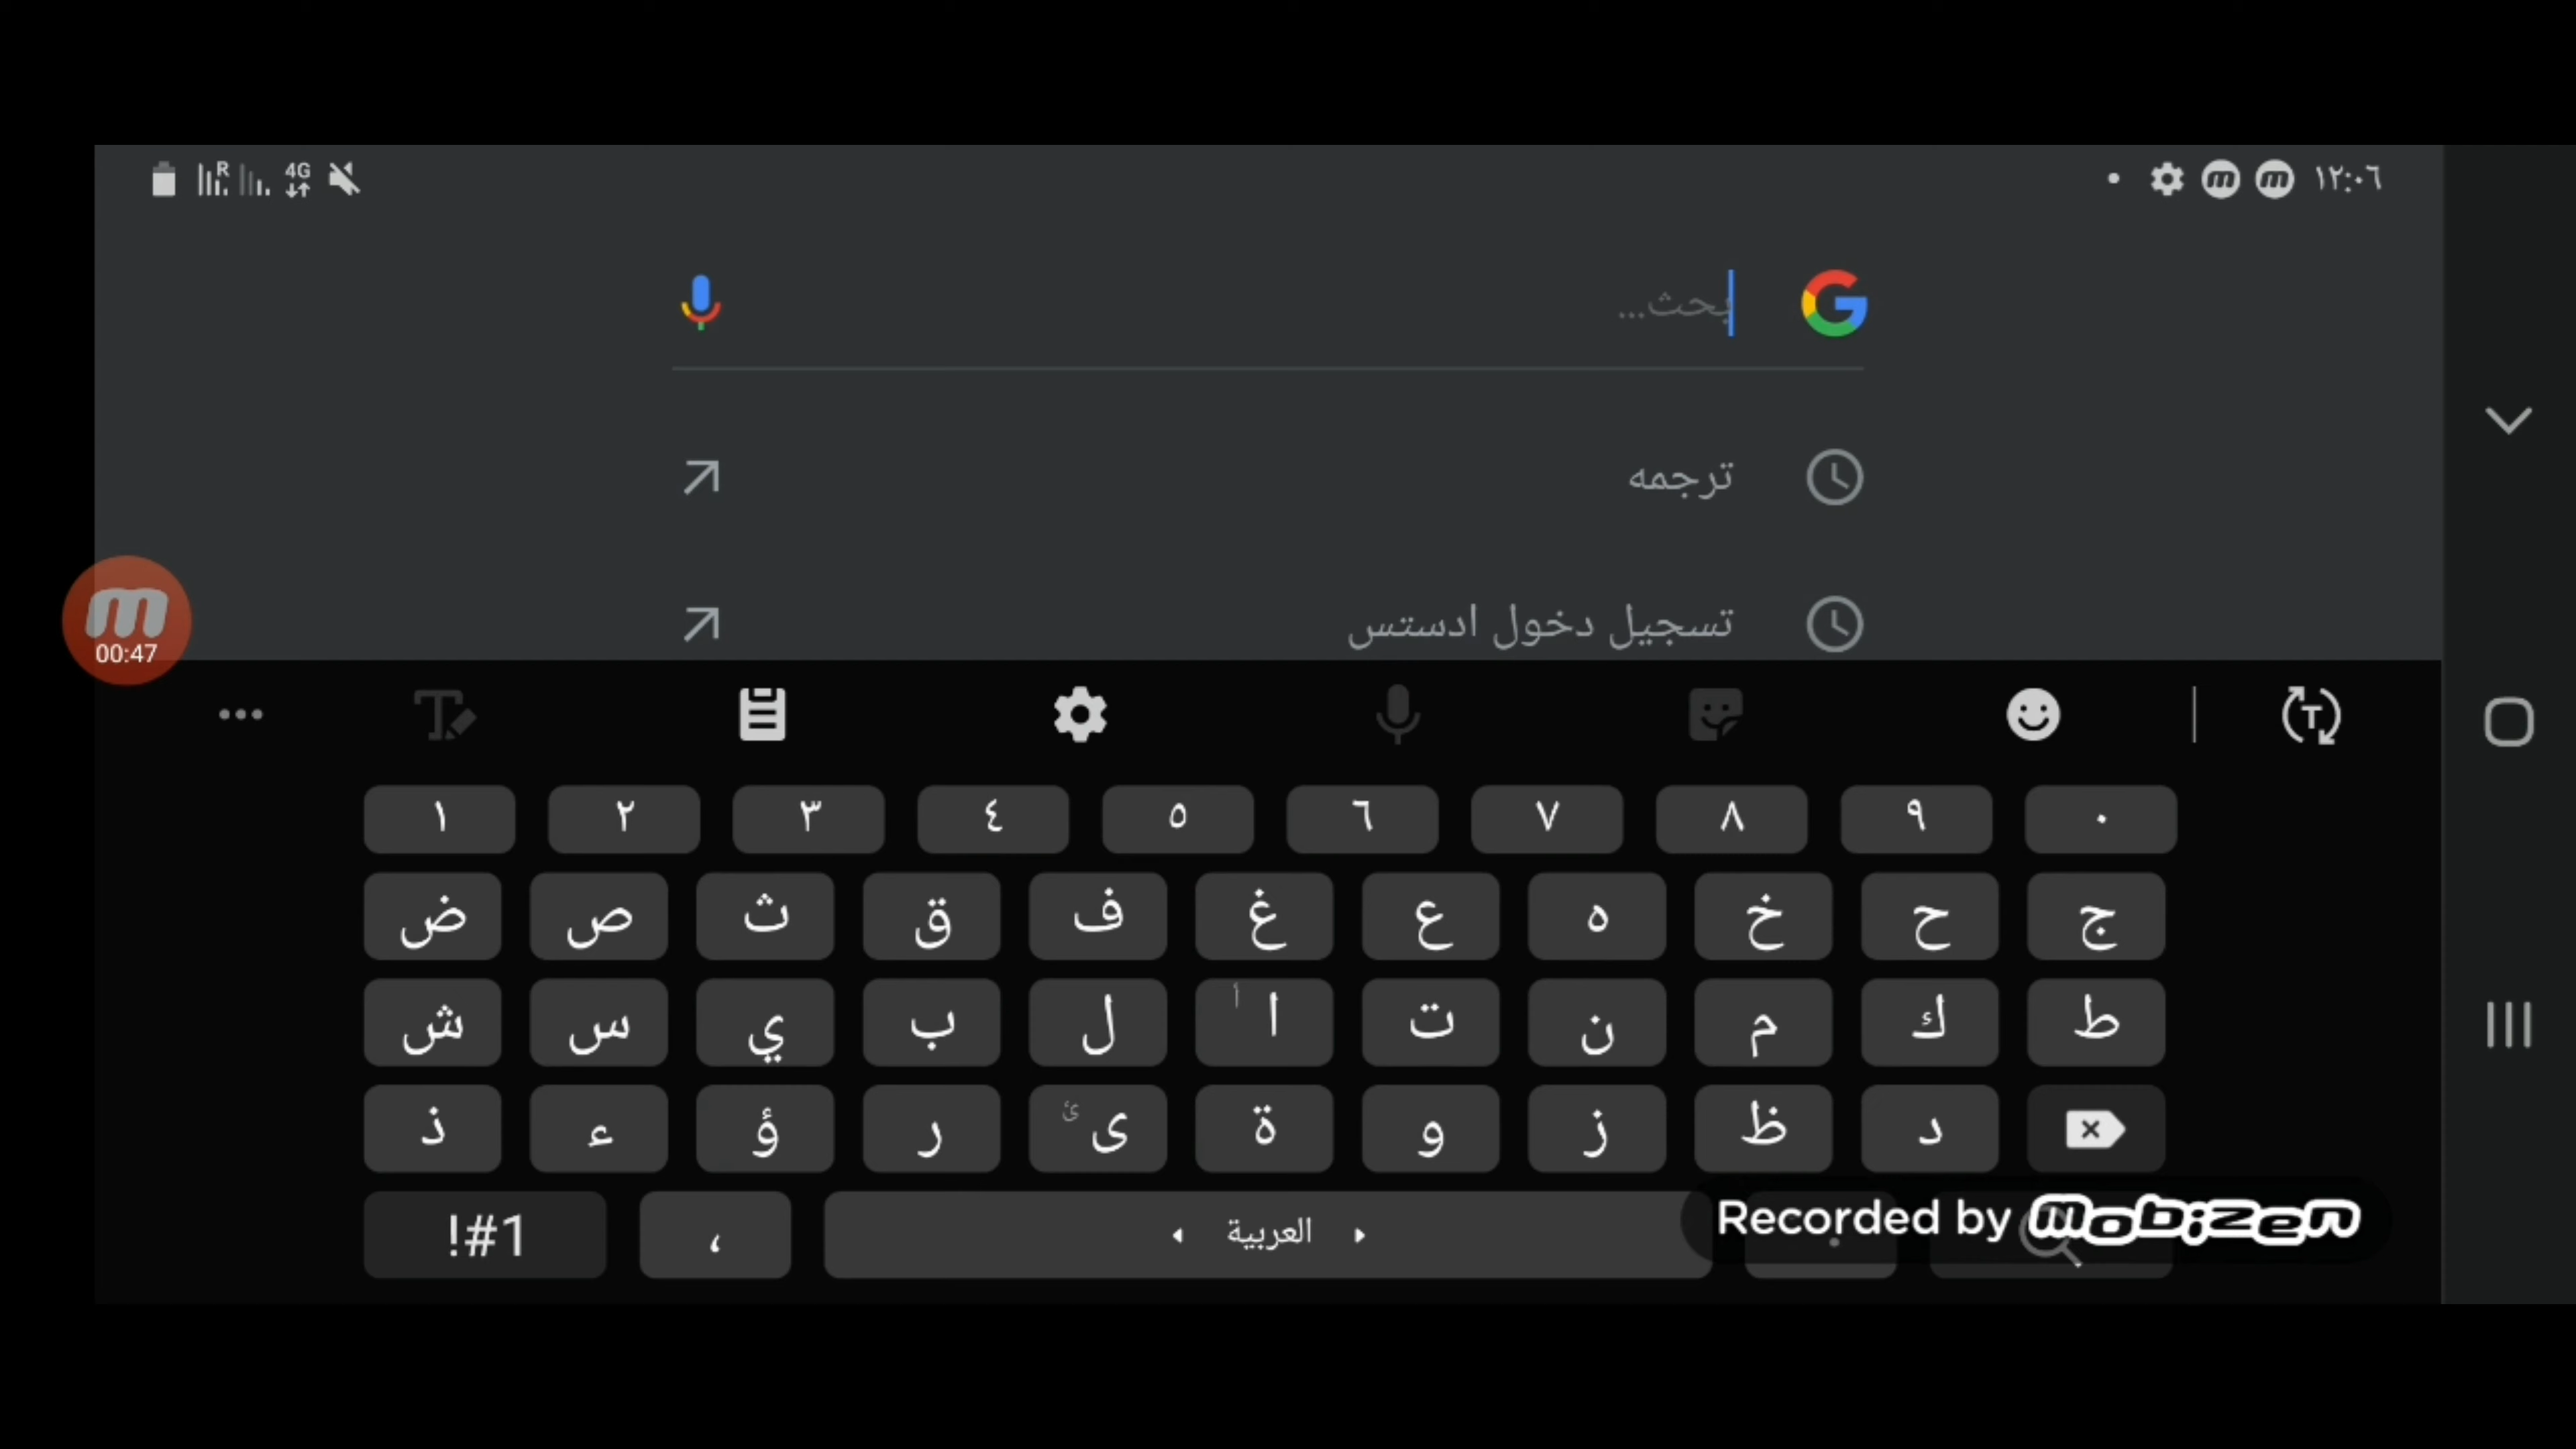 4G R
١٢:٠٦
بحث...
ترجمه
تسجيل دخول ادستس
00:47
١ ٢ ٣ ٤ ٥ ٦ ٧ ٨ ٩ ٠
ض ص ث ق ف غ ع ه خ ح ج
ش س ي ب ل ا أ ت ن م ك ط
ذ ء ؤ ر ى ئ ة و ز ظ د
!#1 ، العربية .
Recorded by mobizen